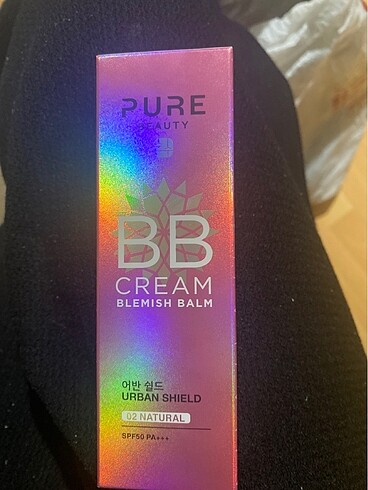 PURE
BEAUTY
BB
CREAM
BLEMISH BALM
어반 쉴드
URBAN SHIELD
02 NATURAL
SPF50 PA+++